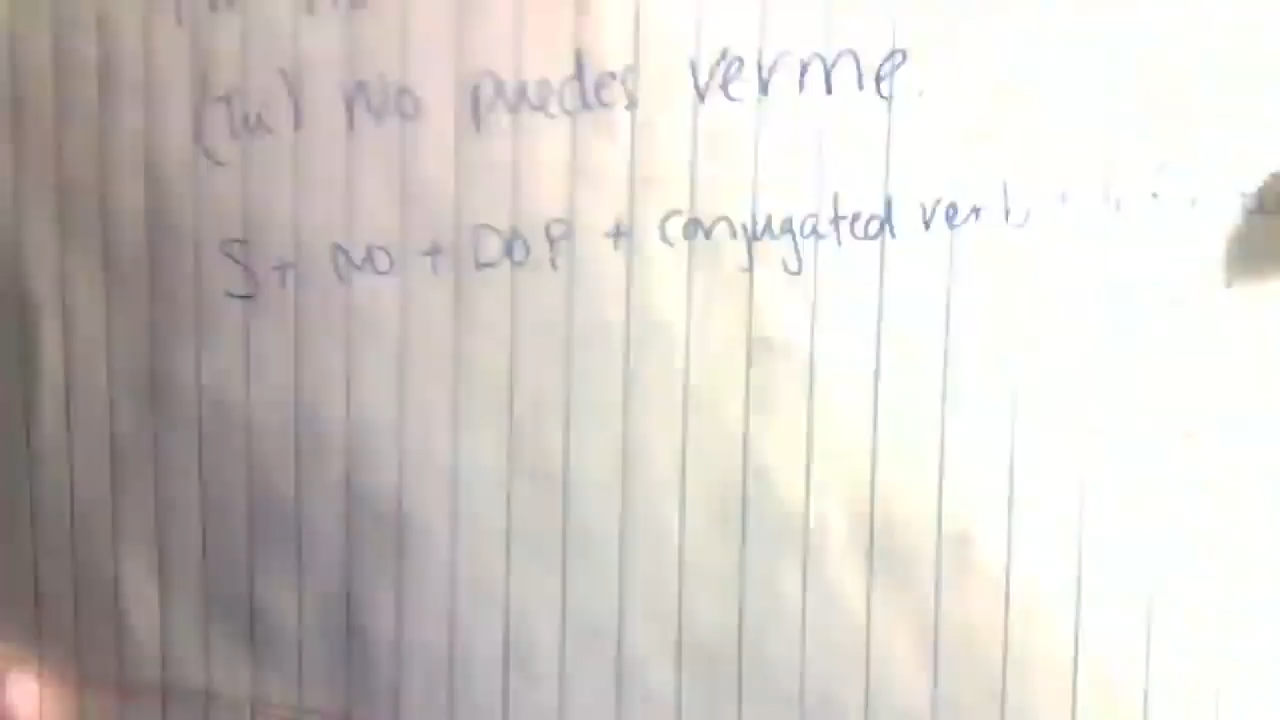 (Tu) No puedes verme.
S + NO + DOP + conjugated verb